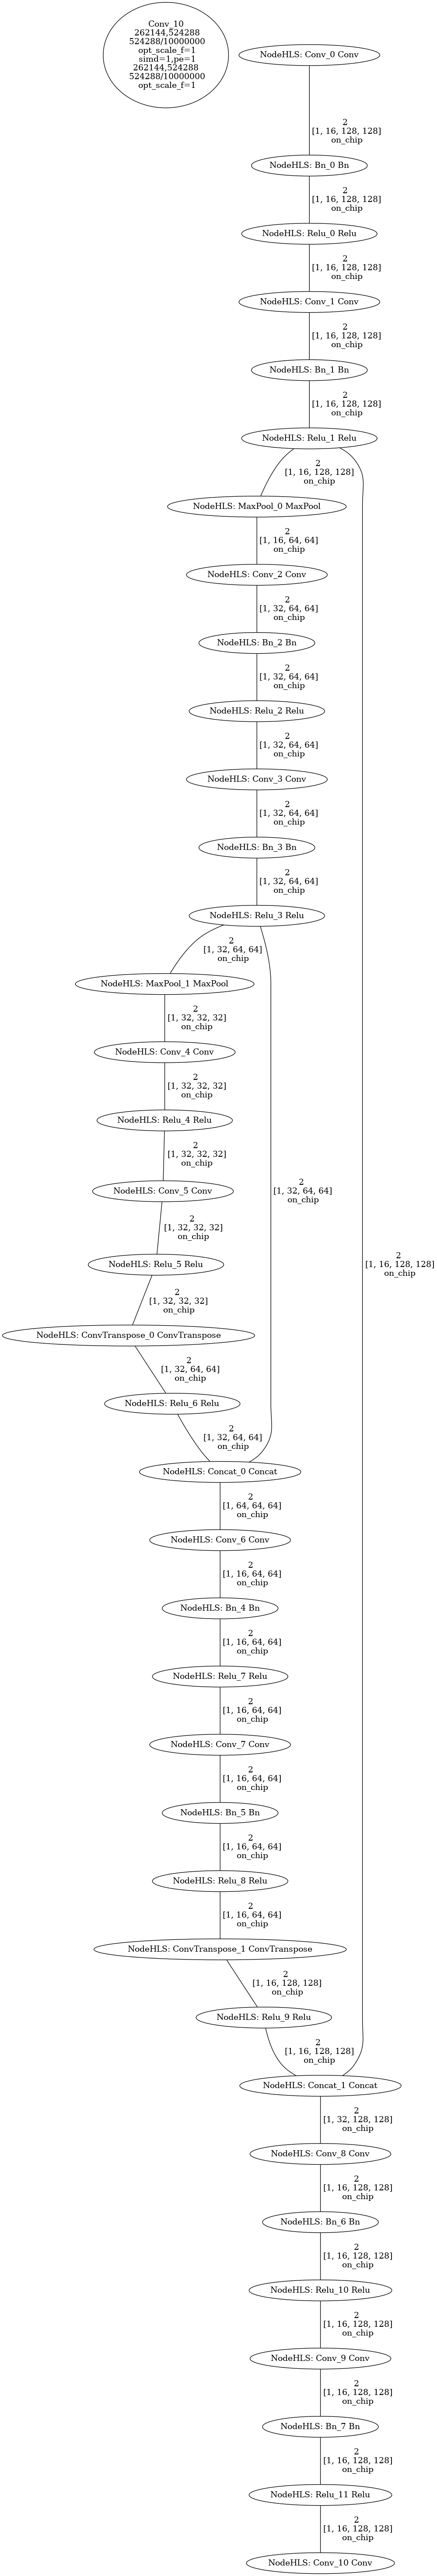 Conv_10
262144,524288
524288/10000000
opt_scale_f=1
simd=1,pe=1
262144,524288
524288/10000000
opt_scale_f=1
NodeHLS: Conv_0 Conv
2
[1, 16, 128, 128]
on_chip
NodeHLS: Bn_0 Bn
2
[1, 16, 128, 128]
on_chip
NodeHLS: Relu_0 Relu
2
[1, 16, 128, 128]
on_chip
NodeHLS: Conv_1 Conv
2
[1, 16, 128, 128]
on_chip
NodeHLS: Bn_1 Bn
2
[1, 16, 128, 128]
on_chip
NodeHLS: Relu_1 Relu
2
[1, 16, 128, 128]
on_chip
NodeHLS: MaxPool_0 MaxPool
2
[1, 16, 64, 64]
on_chip
NodeHLS: Conv_2 Conv
2
[1, 32, 64, 64]
on_chip
NodeHLS: Bn_2 Bn
2
[1, 32, 64, 64]
on_chip
NodeHLS: Relu_2 Relu
2
[1, 32, 64, 64]
on_chip
NodeHLS: Conv_3 Conv
2
[1, 32, 64, 64]
on_chip
NodeHLS: Bn_3 Bn
2
[1, 32, 64, 64]
on_chip
NodeHLS: Relu_3 Relu
2
[1, 32, 64, 64]
on_chip
NodeHLS: MaxPool_1 MaxPool
2
[1, 32, 32, 32]
on_chip
NodeHLS: Conv_4 Conv
2
[1, 32, 32, 32]
on_chip
NodeHLS: Relu_4 Relu
2
[1, 32, 32, 32]
on_chip
NodeHLS: Conv_5 Conv
2
[1, 32, 64, 64]
on_chip
2
[1, 32, 32, 32]
on_chip
NodeHLS: Relu_5 Relu
2
[1, 16, 128, 128]
on_chip
2
[1, 32, 32, 32]
on_chip
NodeHLS: ConvTranspose_0 ConvTranspose
2
[1, 32, 64, 64]
on_chip
NodeHLS: Relu_6 Relu
2
[1, 32, 64, 64]
on_chip
NodeHLS: Concat_0 Concat
2
[1, 64, 64, 64]
on_chip
NodeHLS: Conv_6 Conv
2
[1, 16, 64, 64]
on_chip
NodeHLS: Bn_4 Bn
2
[1, 16, 64, 64]
on_chip
NodeHLS: Relu_7 Relu
2
[1, 16, 64, 64]
on_chip
NodeHLS: Conv_7 Conv
2
[1, 16, 64, 64]
on_chip
NodeHLS: Bn_5 Bn
2
[1, 16, 64, 64]
on_chip
NodeHLS: Relu_8 Relu
2
[1, 16, 64, 64]
on_chip
NodeHLS: ConvTranspose_1 ConvTranspose
2
[1, 16, 128, 128]
on_chip
NodeHLS: Relu_9 Relu
2
[1, 16, 128, 128]
on_chip
NodeHLS: Concat_1 Concat
2
[1, 32, 128, 128]
on_chip
NodeHLS: Conv_8 Conv
2
[1, 16, 128, 128]
on_chip
NodeHLS: Bn_6 Bn
2
[1, 16, 128, 128]
on_chip
NodeHLS: Relu_10 Relu
2
[1, 16, 128, 128]
on_chip
NodeHLS: Conv_9 Conv
2
[1, 16, 128, 128]
on_chip
NodeHLS: Bn_7 Bn
2
[1, 16, 128, 128]
on_chip
NodeHLS: Relu_11 Relu
2
[1, 16, 128, 128]
on_chip
NodeHLS: Conv_10 Conv